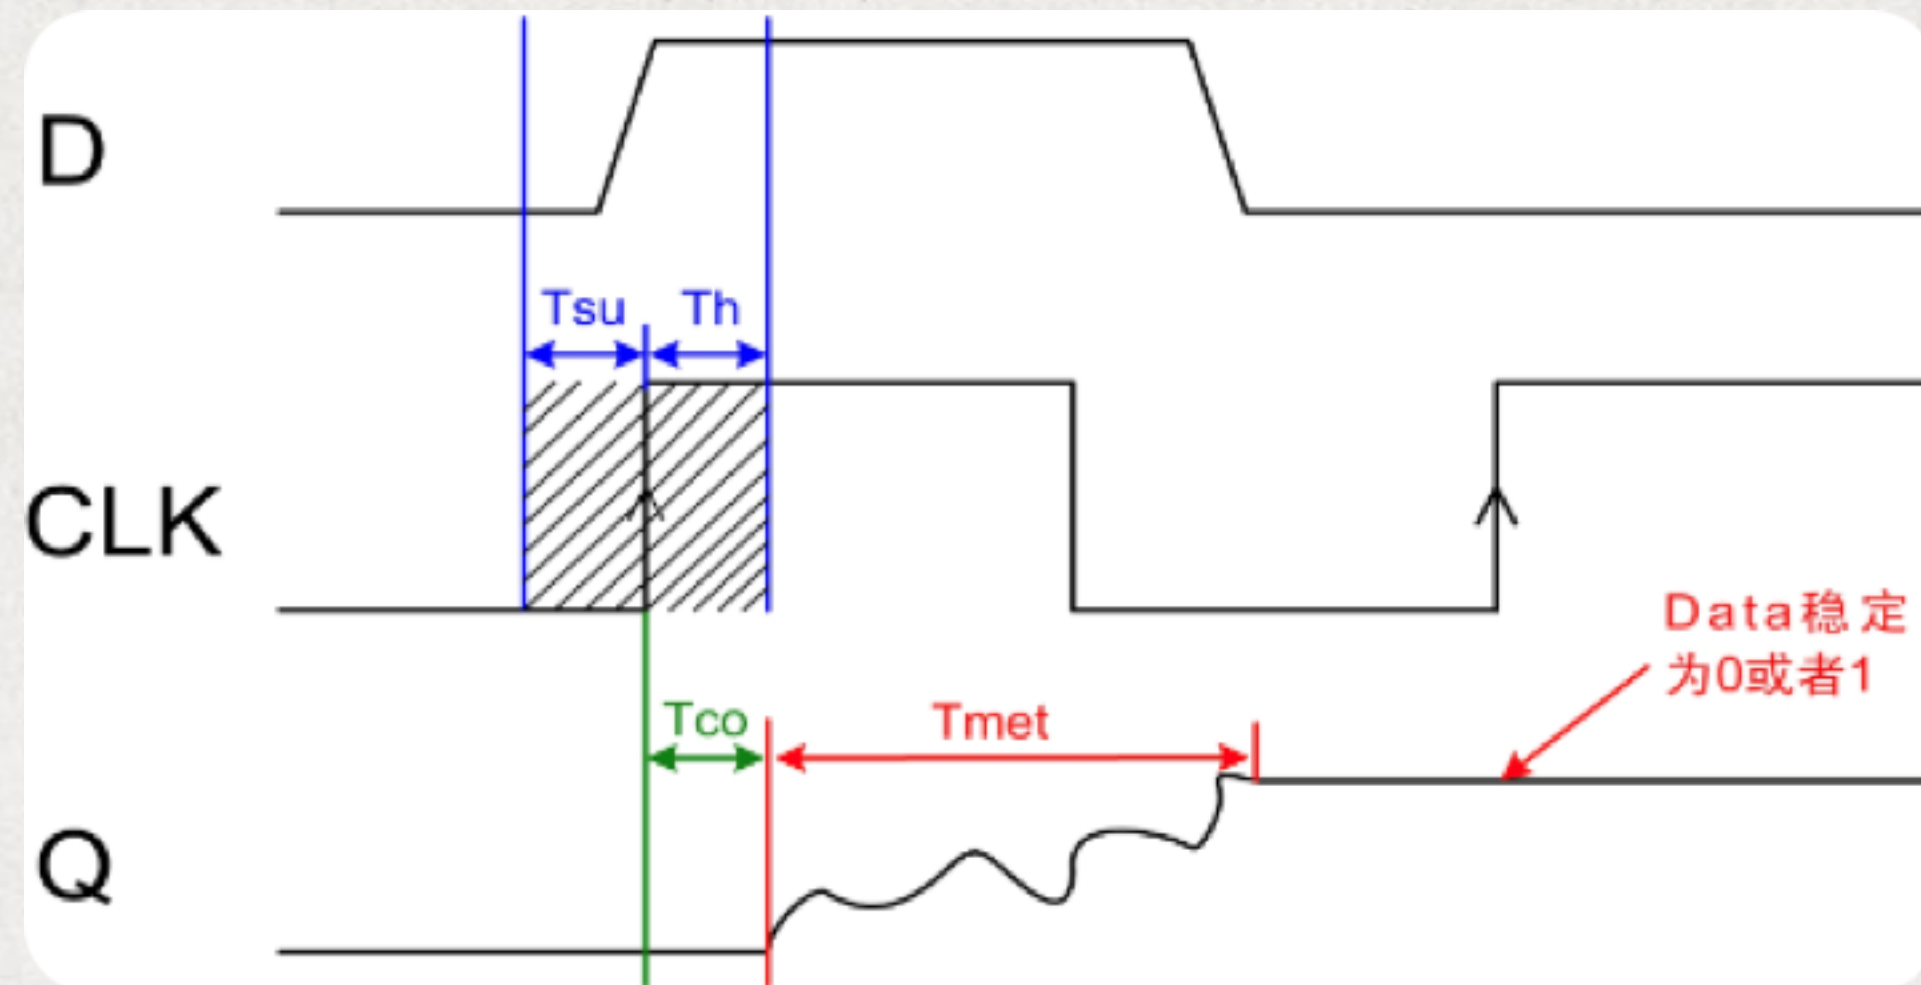 D
Tsu
Th
CLK
Data稳定
为0或者1
Tco
Tmet
Q